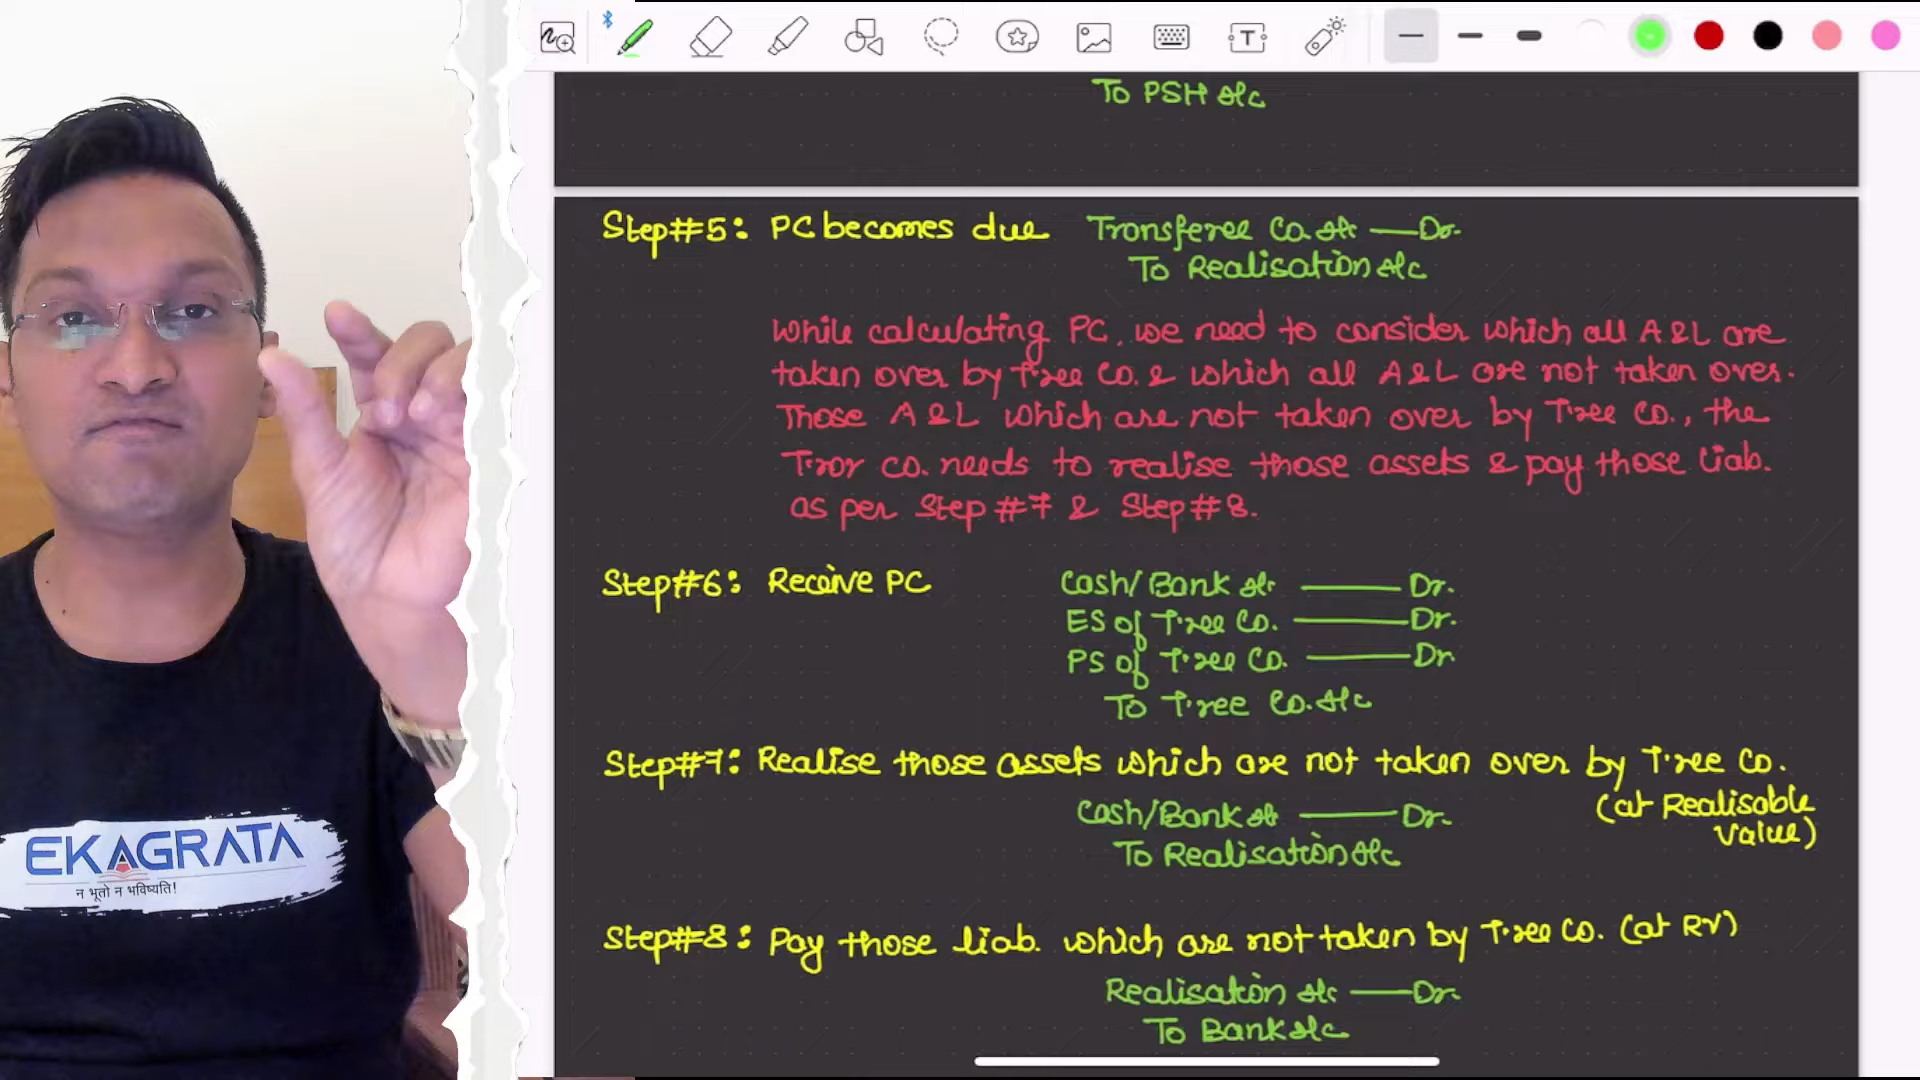 To PSH A/c
Step#5: PC becomes due Transferee Co. A/c — Dr.
To Realisation A/c
While calculating PC, we need to consider which all A & L are
taken over by T'ree Co. & which all A & L are not taken over.
Those A & L which are not taken over by T'ree Co., the
T'ror Co. needs to realise those assets & pay those liab.
as per Step #7 & Step#8.
Step#6: Receive PC Cash/Bank A/c — Dr.
ES of T'ree Co. — Dr.
PS of T'ree Co. — Dr.
To T'ree Co. A/c
Step#7: Realise those assets which are not taken over by T'ree Co.
(at Realisable
Value)
Cash/Bank A/c — Dr.
To Realisation A/c
Step#8: Pay those liab. which are not taken by T'ree Co. (at RV)
Realisation A/c — Dr.
To Bank A/c
EKAGRATA
न भूतो न भविष्यति!